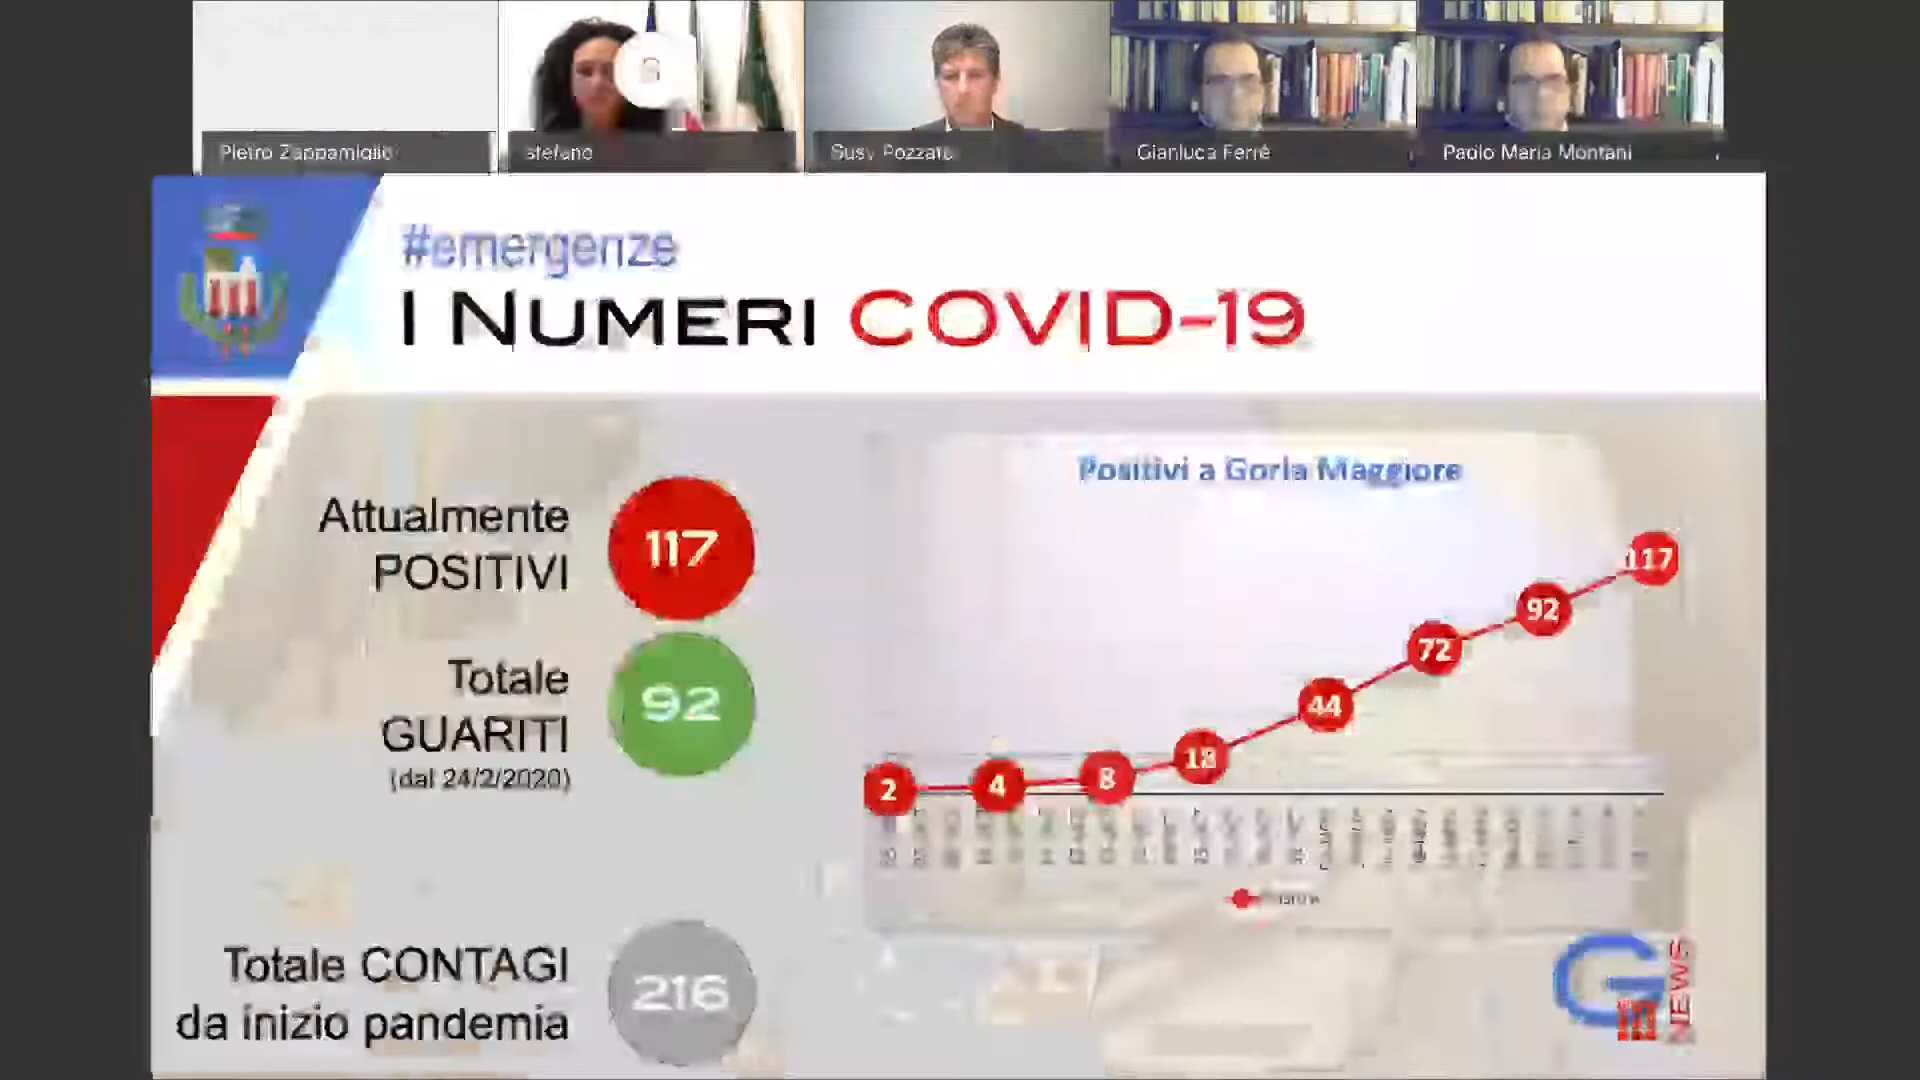 Pietro Zappamiglio
stefano
Susy Pozzato
Gianluca Ferrè
Paolo Maria Montani
#emergenze
I NUMERI COVID-19
Attualmente
POSITIVI
117
Totale
GUARITI
(dal 24/2/2020)
92
Totale CONTAGI
da inizio pandemia
216
Positivi a Gorla Maggiore
2
4
8
18
44
72
92
117
G NEWS